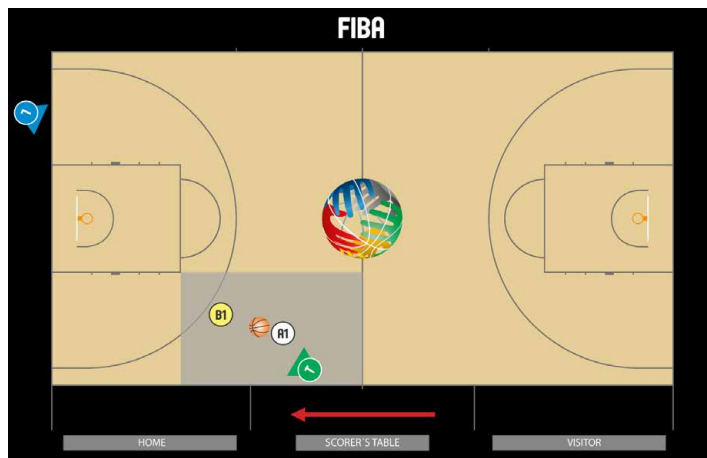 FIBA
L
B1
A1
T
HOME
SCORER´S TABLE
VISITOR